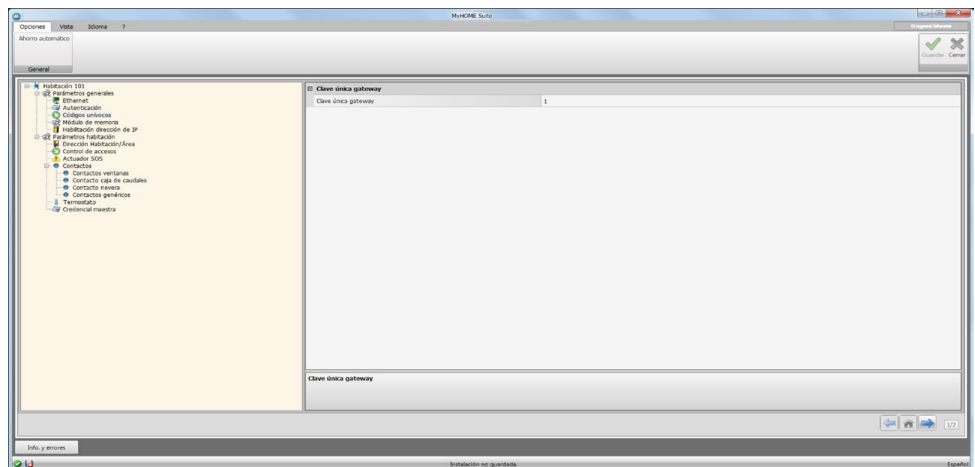 MyHOME Suite
Opciones Vista Idioma ?
Ahorro automático
Guardar Cerrar
General
Habitación 101
Parámetros generales
Ethernet
Autenticación
Códigos unívocos
Módulo de memoria
Habilitación dirección de IP
Parámetros habitación
Dirección Habitación/Área
Control de accesos
Actuador SOS
Contactos
Contactos ventanas
Contacto caja de caudales
Contacto nevera
Contactos genéricos
Termostato
Credencial maestra
Clave única gateway
Clave única gateway 1
Clave única gateway
1/2
Info. y errores
Instalación no guardada.
Español